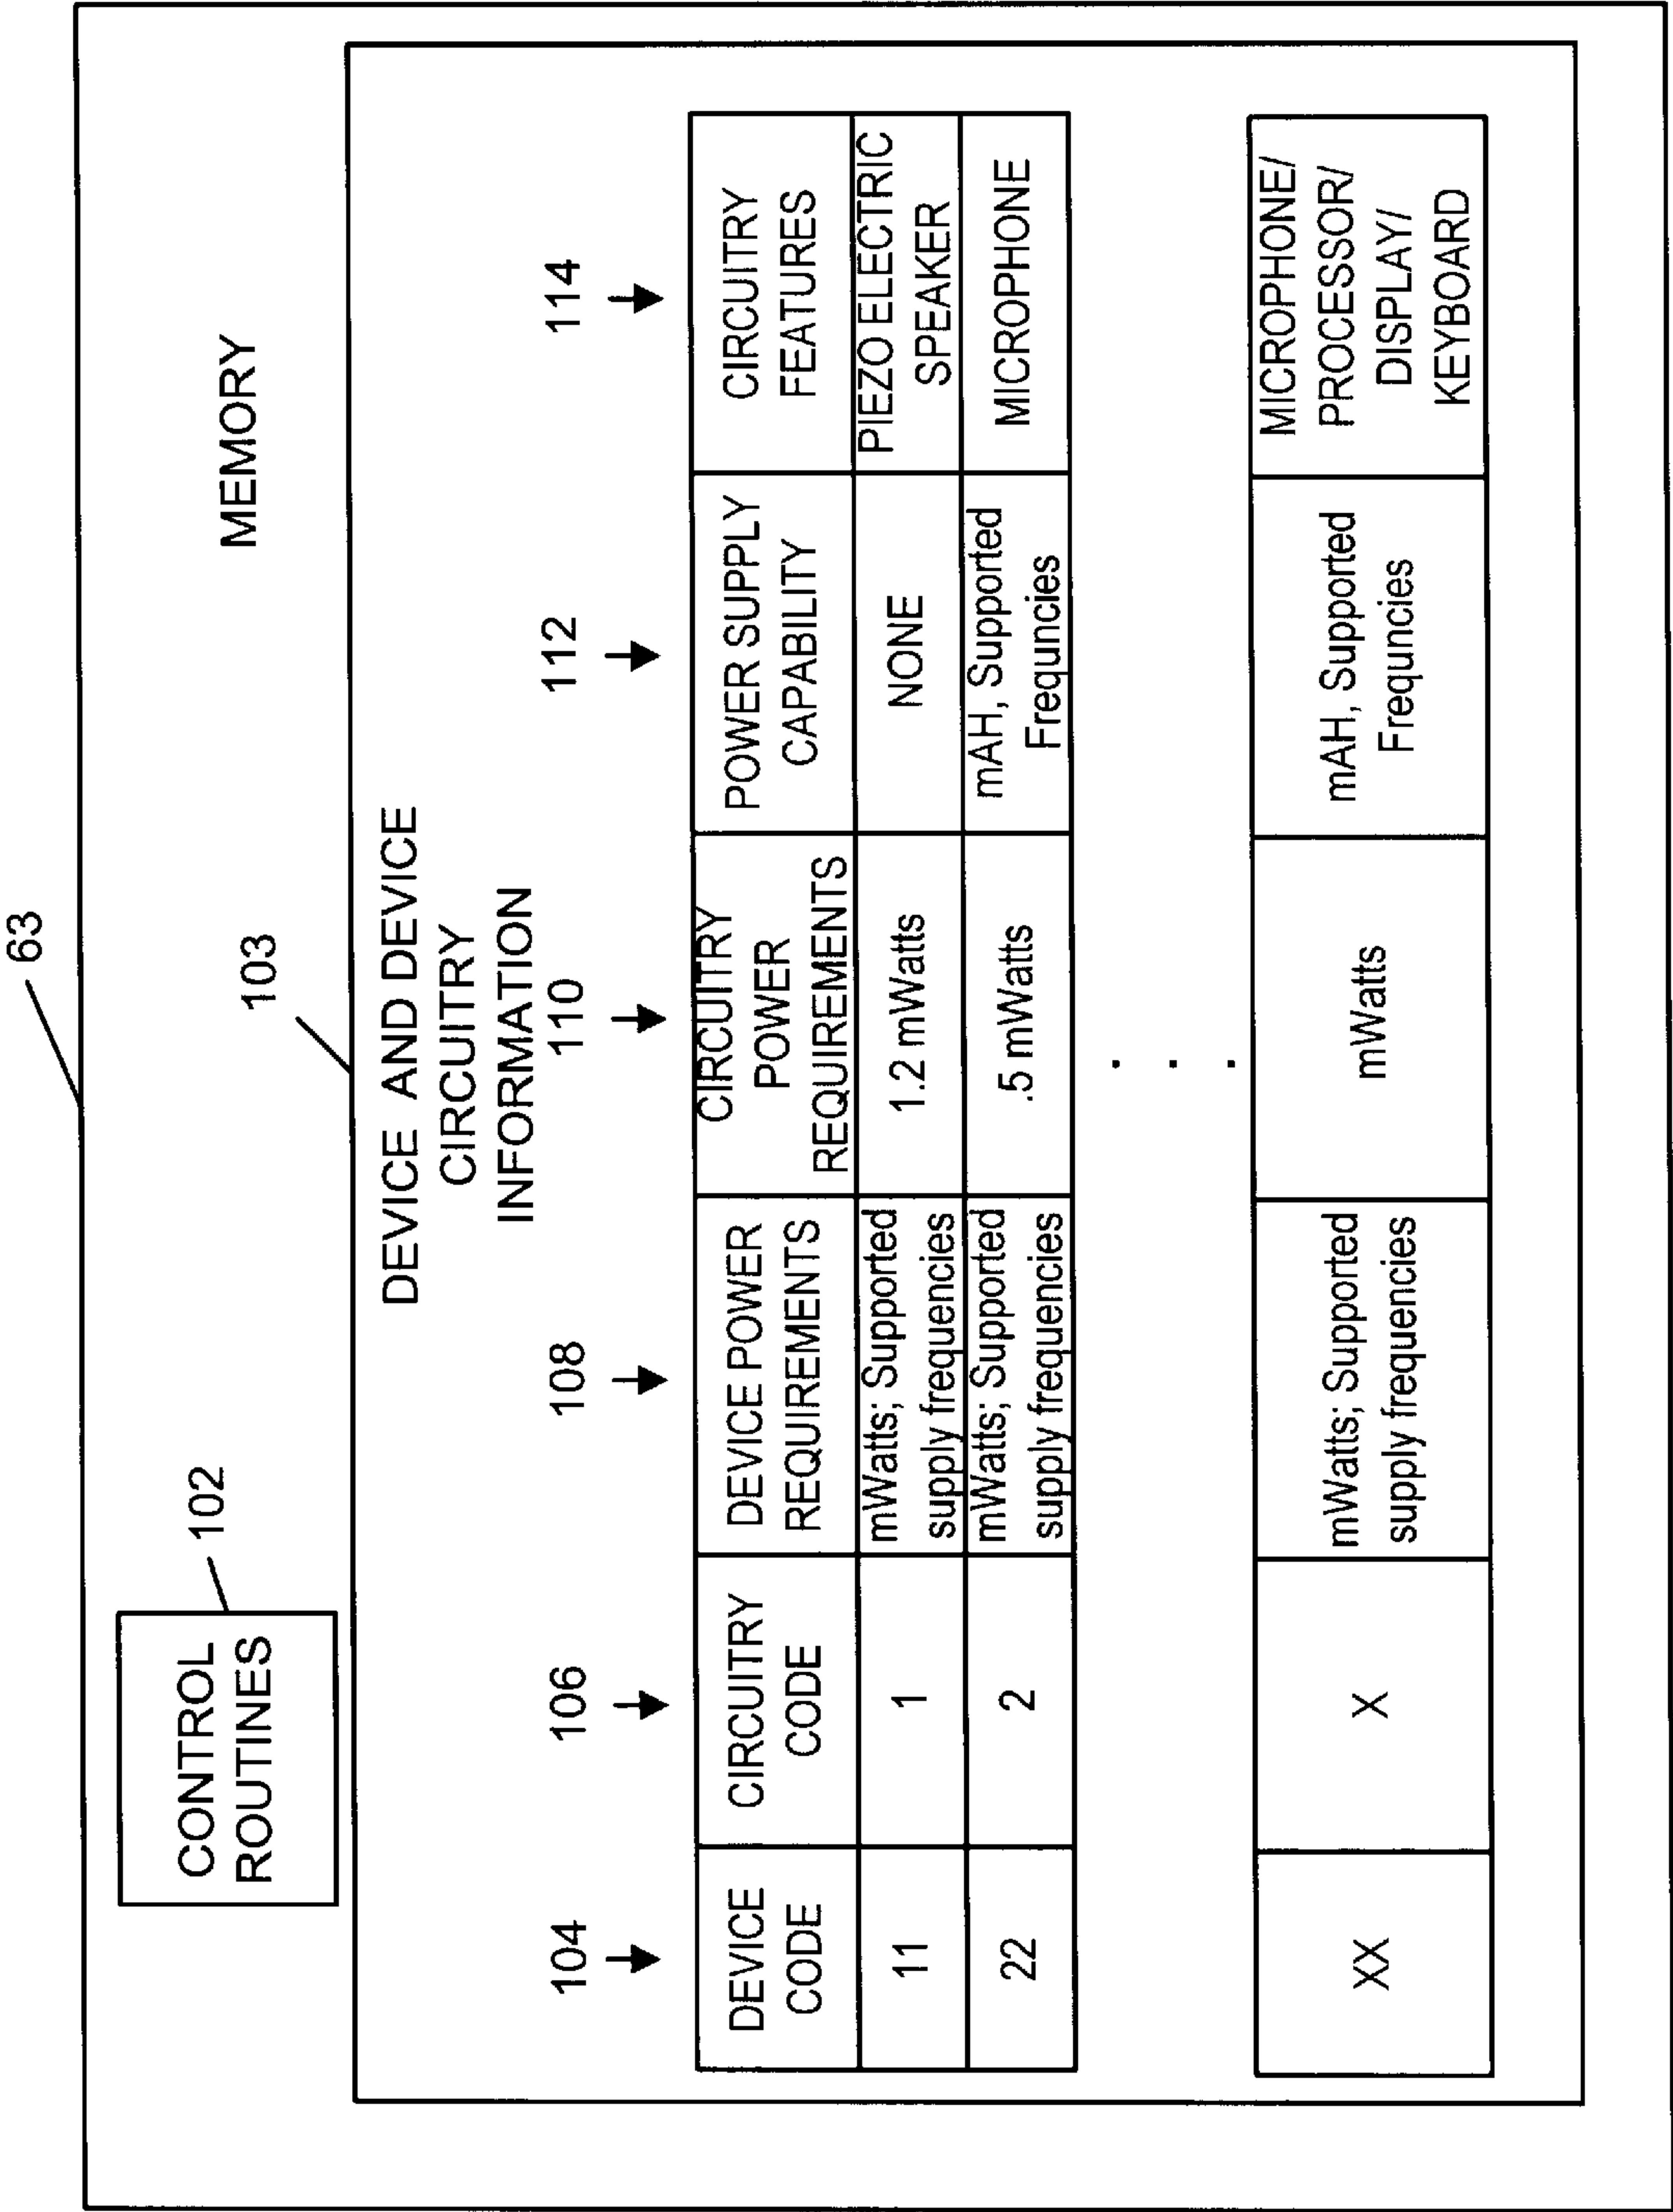 63
CONTROL
ROUTINES
102
MEMORY
103
DEVICE AND DEVICE
CIRCUITRY
INFORMATION
104
106
108
110
112
114
DEVICE
CODE
CIRCUITRY
CODE
DEVICE POWER
REQUIREMENTS
CIRCUITRY
POWER
REQUIREMENTS
POWER SUPPLY
CAPABILITY
CIRCUITRY
FEATURES
11
1
mWatts; Supported
supply frequencies
1.2 mWatts
NONE
PIEZO ELECTRIC
SPEAKER
22
2
mWatts; Supported
supply frequencies
.5 mWatts
mAH, Supported
Frequncies
MICROPHONE
. . .
XX
X
mWatts; Supported
supply frequencies
mWatts
mAH, Supported
Frequncies
MICROPHONE/
PROCESSOR/
DISPLAY/
KEYBOARD